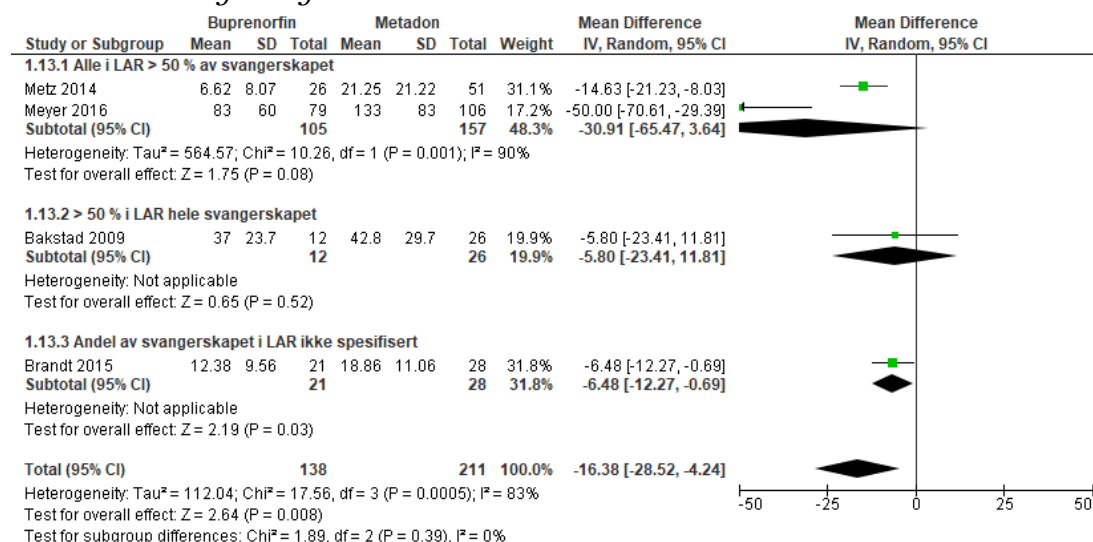 Buprenorfin Metadon Mean Difference Mean Difference
Study or Subgroup Mean SD Total Mean SD Total Weight IV, Random, 95% CI IV, Random, 95% CI
1.13.1 Alle i LAR > 50 % av svangerskapet
Metz 2014 6.62 8.07 26 21.25 21.22 51 31.1% -14.63 [-21.23, -8.03]
Meyer 2016 83 60 79 133 83 106 17.2% -50.00 [-70.61, -29.39]
Subtotal (95% CI) 105 157 48.3% -30.91 [-65.47, 3.64]
Heterogeneity: Tau² = 564.57; Chi² = 10.26, df = 1 (P = 0.001); I² = 90%
Test for overall effect: Z = 1.75 (P = 0.08)
1.13.2 > 50 % i LAR hele svangerskapet
Bakstad 2009 37 23.7 12 42.8 29.7 26 19.9% -5.80 [-23.41, 11.81]
Subtotal (95% CI) 12 26 19.9% -5.80 [-23.41, 11.81]
Heterogeneity: Not applicable
Test for overall effect: Z = 0.65 (P = 0.52)
1.13.3 Andel av svangerskapet i LAR ikke spesifisert
Brandt 2015 12.38 9.56 21 18.86 11.06 28 31.8% -6.48 [-12.27, -0.69]
Subtotal (95% CI) 21 28 31.8% -6.48 [-12.27, -0.69]
Heterogeneity: Not applicable
Test for overall effect: Z = 2.19 (P = 0.03)
Total (95% CI) 138 211 100.0% -16.38 [-28.52, -4.24]
Heterogeneity: Tau² = 112.04; Chi² = 17.56, df = 3 (P = 0.0005); I² = 83%
Test for overall effect: Z = 2.64 (P = 0.008)
Test for subgroup differences: Chi² = 1.89, df = 2 (P = 0.39), I² = 0%
-50 -25 0 25 50